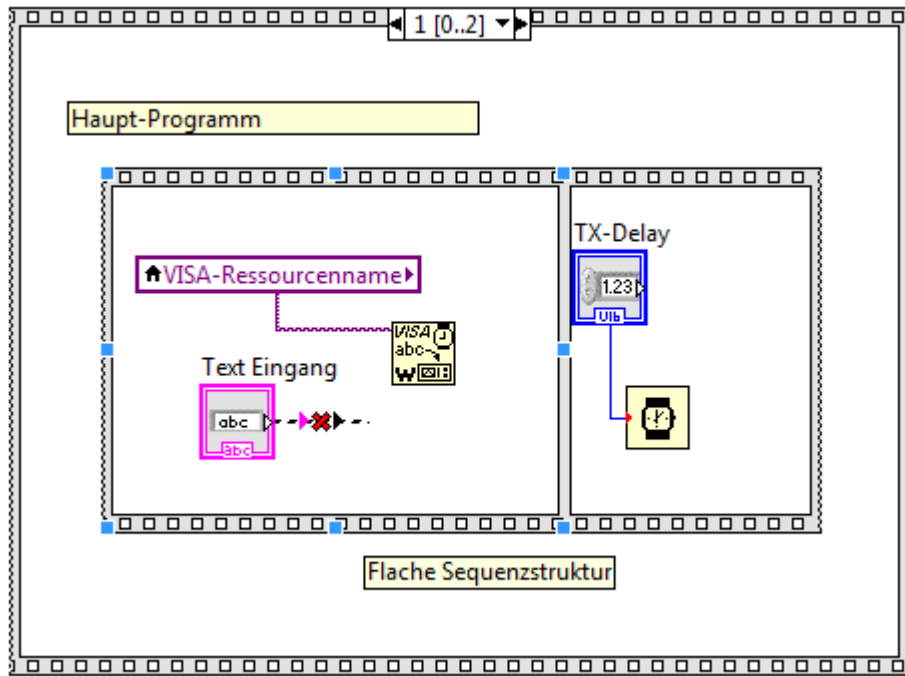 1 [0..2]
Haupt-Programm
TX-Delay
VISA-Ressourcenname
1.23
U16
VISA
abc
W
Text Eingang
abc
abc
Flache Sequenzstruktur